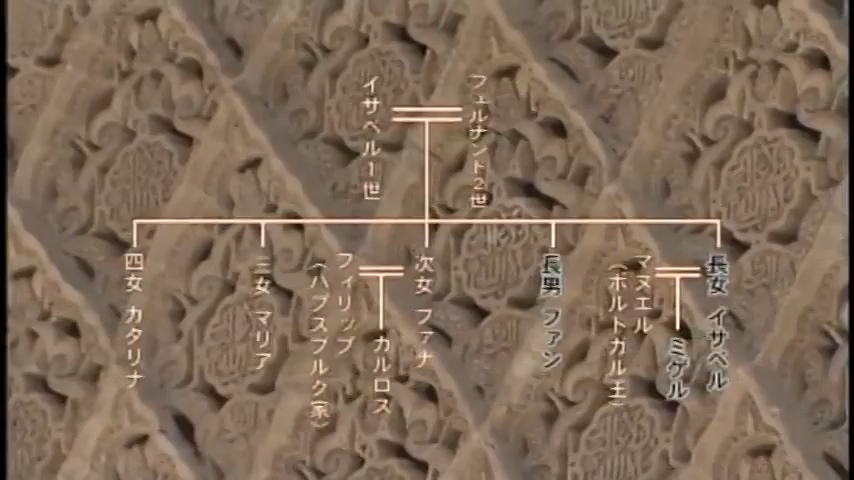 フェルナンド2世
イサベル1世
長女 イサベル
マヌエル
(ポルトガル王)
ミゲル
長男 ファン
次女 ファナ
フィリップ
(ハプスブルク家)
カルロス
三女 マリア
四女 カタリナ